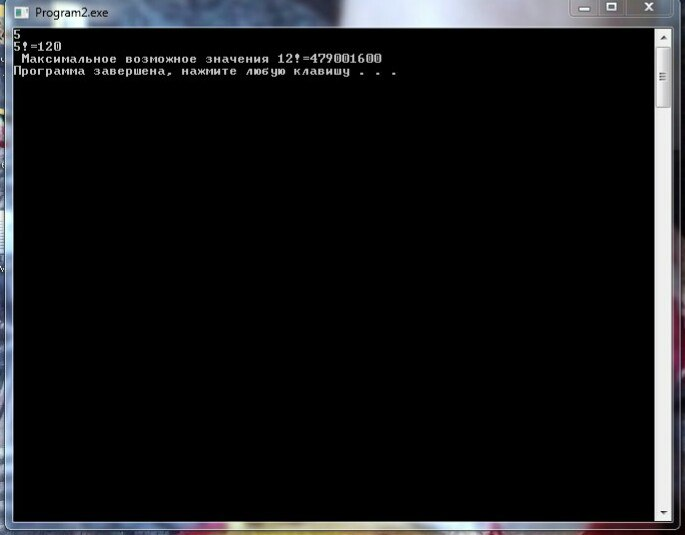 Program2.exe
5
5!=120
Максимальное возможное значения 12!=479001600
Программа завершена, нажмите любую клавишу . . .